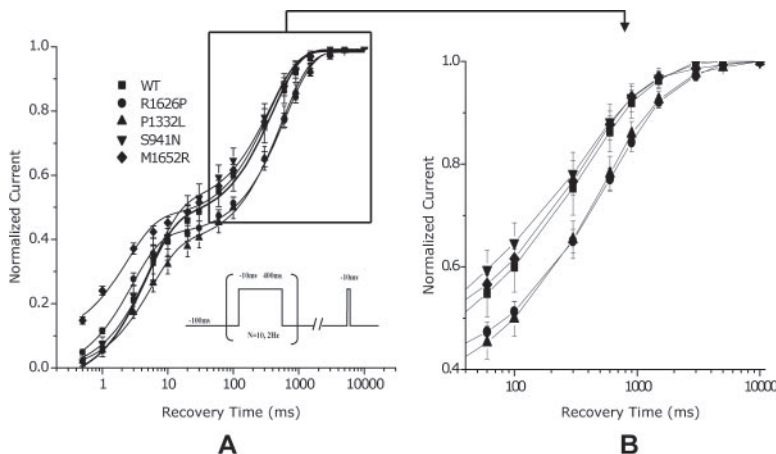 1.0
0.8
0.6
0.4
0.2
0.0
Normalized Current
WT
R1626P
P1332L
S941N
M1652R
-10ms 400ms
-100ms
N=10, 2Hz
-10ms
1 10 100 1000 10000
Recovery Time (ms)
A
1.0
0.8
0.6
0.4
Normalized Current
100 1000 10000
Recovery Time (ms)
B